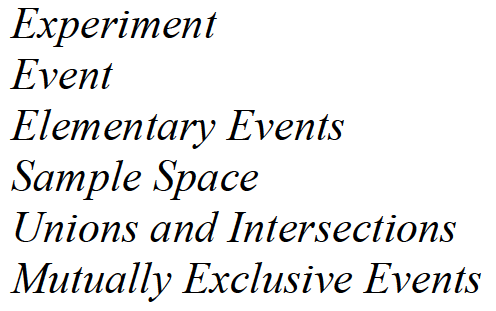 Experiment
Event
Elementary Events
Sample Space
Unions and Intersections
Mutually Exclusive Events